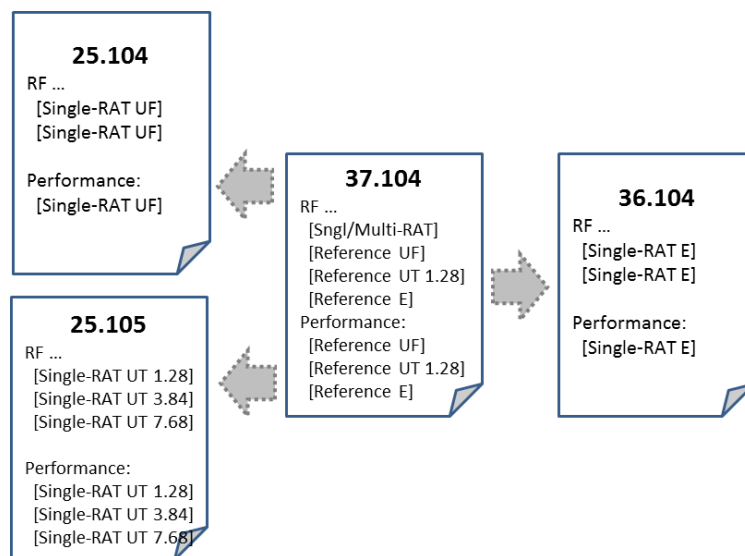 25.104
RF ...
[Single-RAT UF]
[Single-RAT UF]
Performance:
[Single-RAT UF]
25.105
RF ...
[Single-RAT UT 1.28]
[Single-RAT UT 3.84]
[Single-RAT UT 7.68]
Performance:
[Single-RAT UT 1.28]
[Single-RAT UT 3.84]
[Single-RAT UT 7.68]
37.104
RF ...
[Sngl/Multi-RAT]
[Reference UF]
[Reference UT 1.28]
[Reference E]
Performance:
[Reference UF]
[Reference UT 1.28]
[Reference E]
36.104
RF ...
[Single-RAT E]
[Single-RAT E]
Performance:
[Single-RAT E]